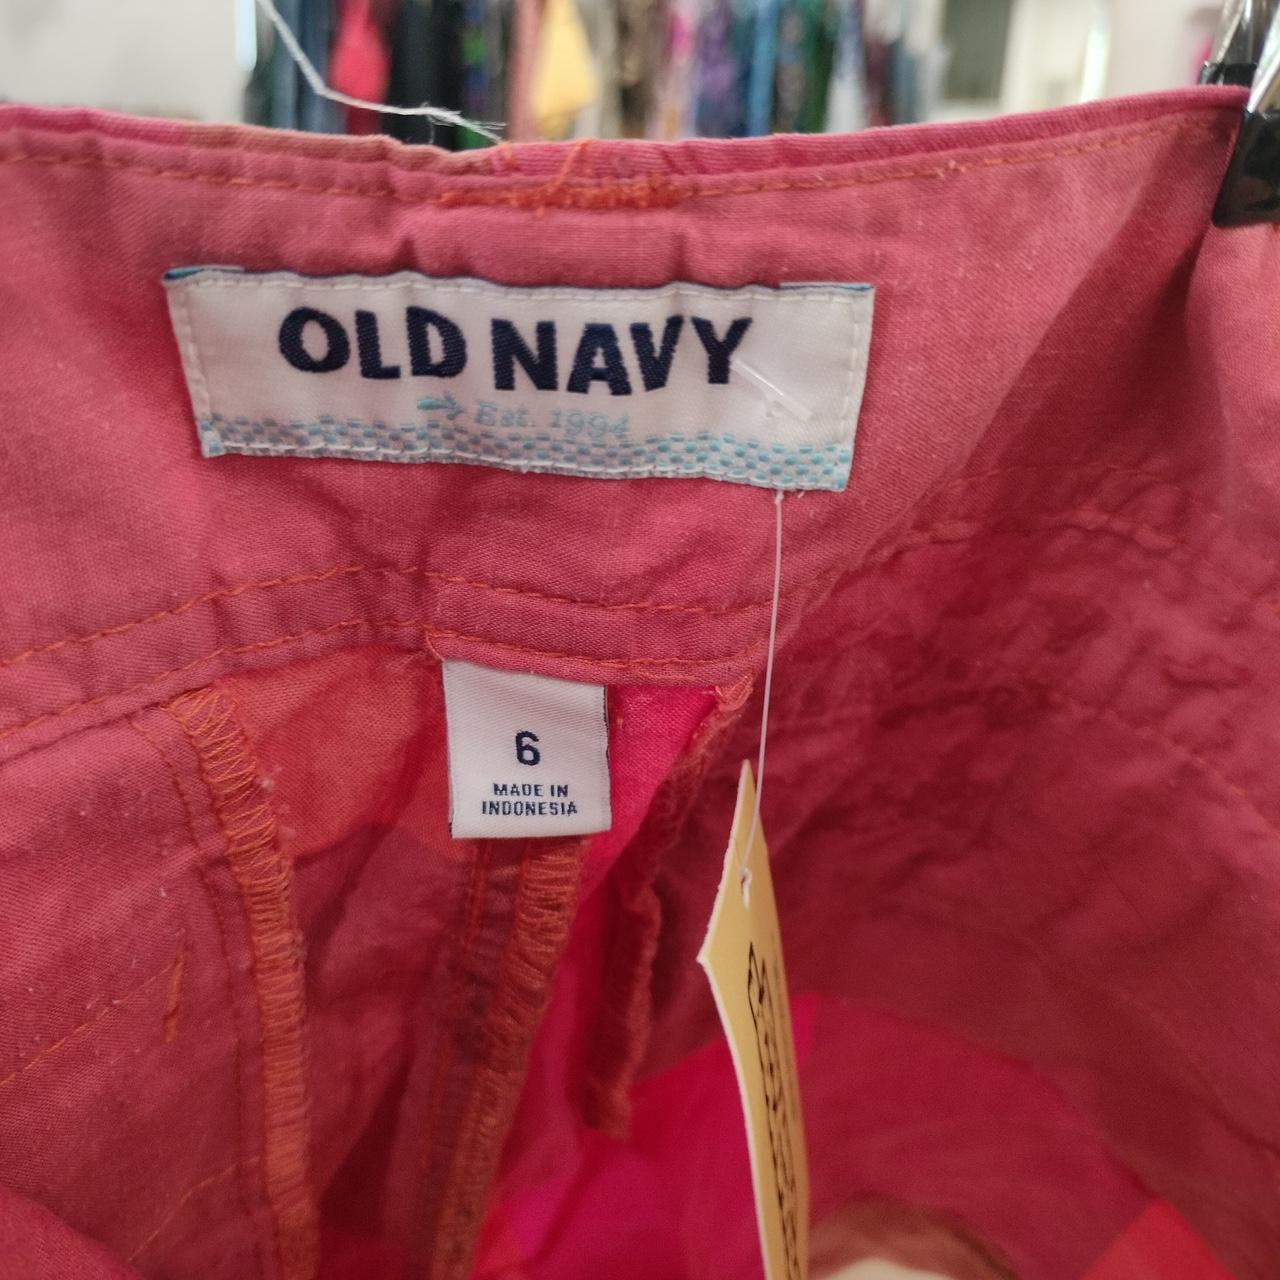 OLD NAVY
Est. 1994
6
MADE IN
INDONESIA